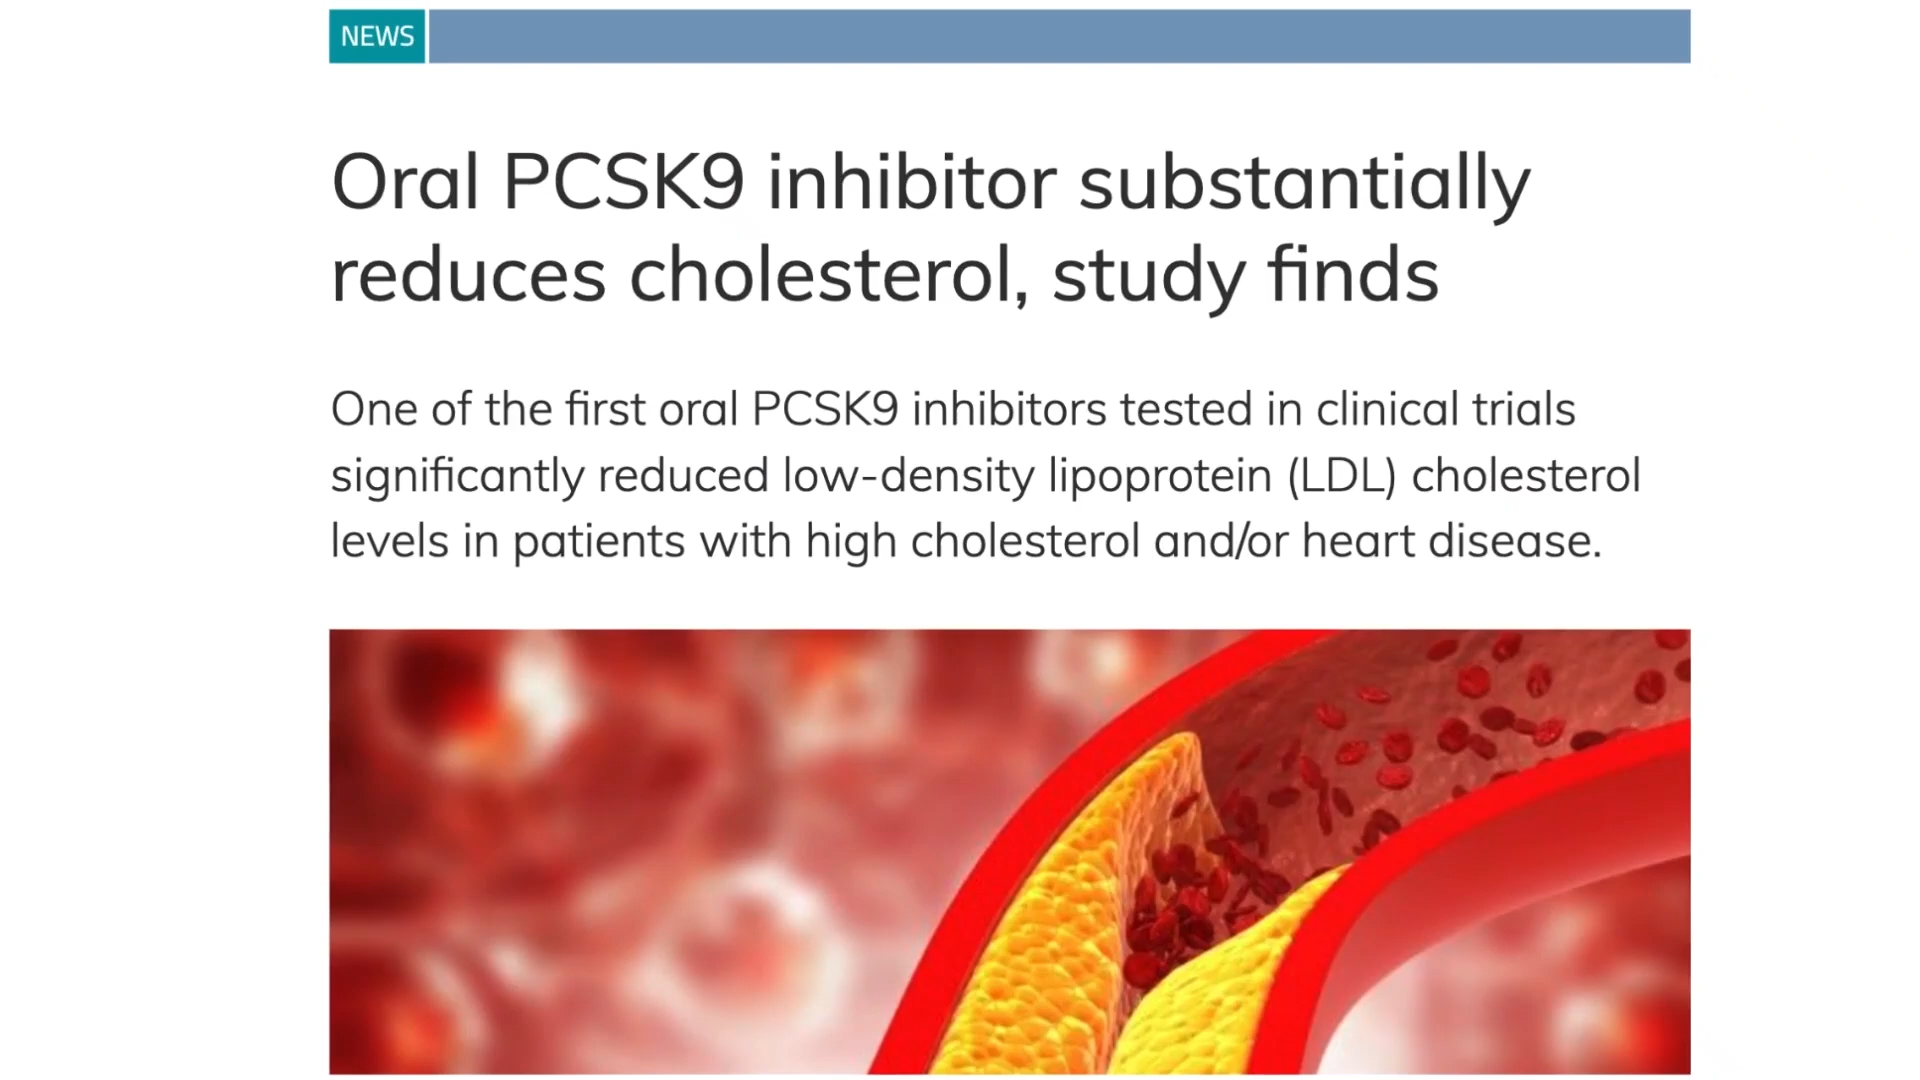 NEWS
Oral PCSK9 inhibitor substantially
reduces cholesterol, study finds
One of the first oral PCSK9 inhibitors tested in clinical trials
significantly reduced low-density lipoprotein (LDL) cholesterol
levels in patients with high cholesterol and/or heart disease.